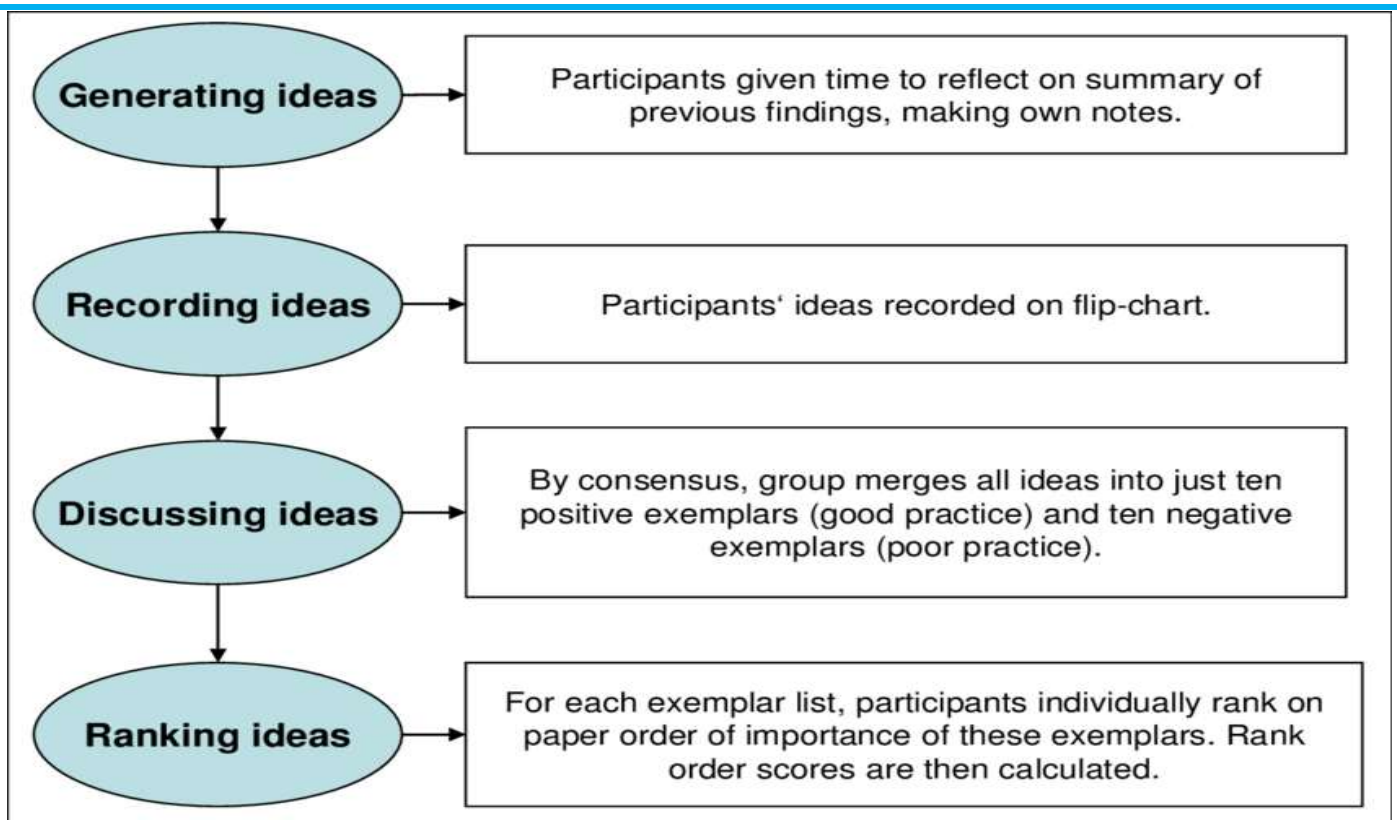 Generating ideas
Participants given time to reflect on summary of
previous findings, making own notes.
Recording ideas
Participants‘ ideas recorded on flip-chart.
Discussing ideas
By consensus, group merges all ideas into just ten
positive exemplars (good practice) and ten negative
exemplars (poor practice).
Ranking ideas
For each exemplar list, participants individually rank on
paper order of importance of these exemplars. Rank
order scores are then calculated.